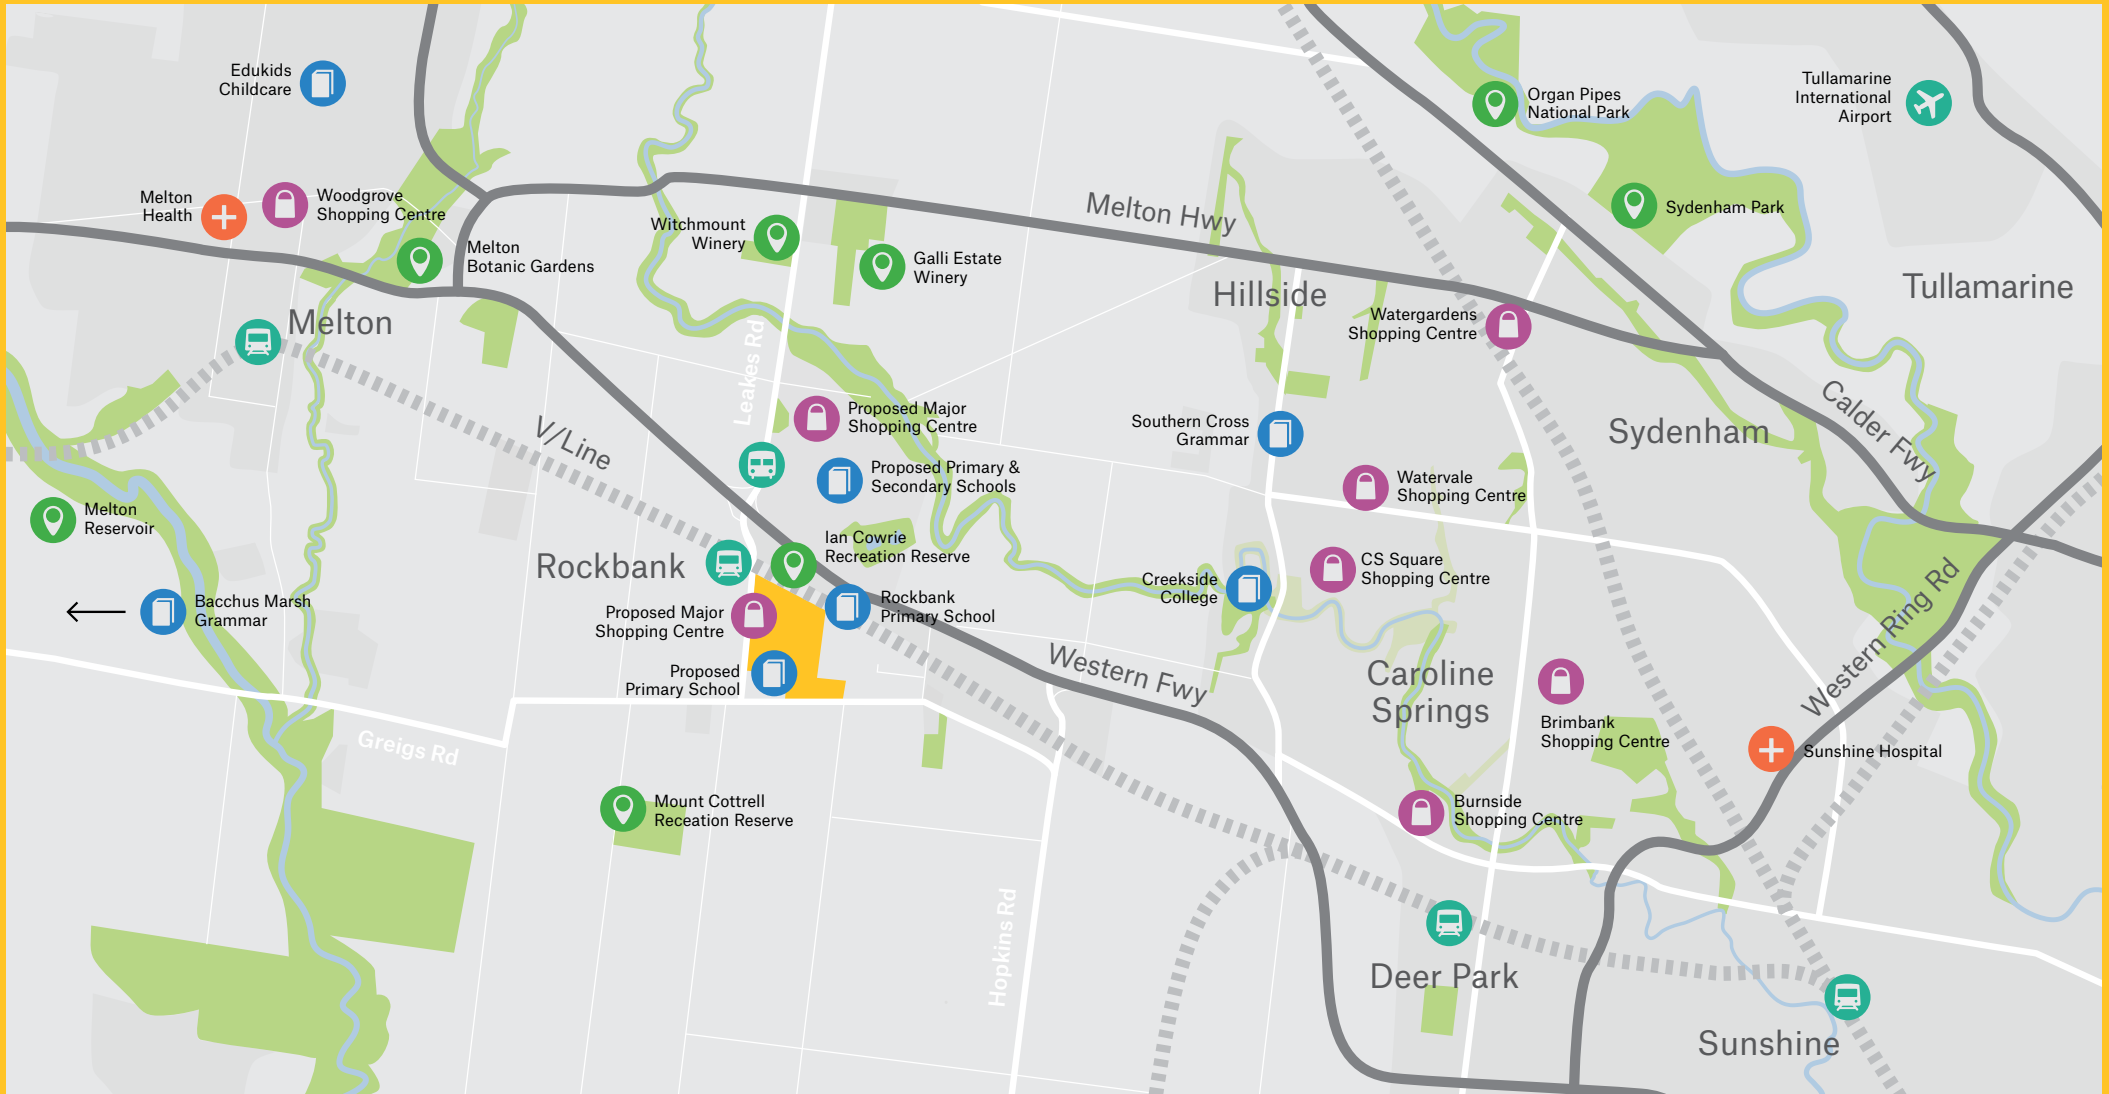 Edukids
Childcare
Organ Pipes
National Park
Tullamarine
International
Airport
Melton
Health
Woodgrove
Shopping Centre
Melton
Botanic Gardens
Witchmount
Winery
Galli Estate
Winery
Melton Hwy
Sydenham Park
Hillside
Tullamarine
Watergardens
Shopping Centre
Melton
Leakes Rd
V/Line
Proposed Major
Shopping Centre
Proposed Primary &
Secondary Schools
Southern Cross
Grammar
Sydenham
Calder Fwy
Watervale
Shopping Centre
Melton
Reservoir
Rockbank
Ian Cowrie
Recreation Reserve
Creekside
College
CS Square
Shopping Centre
Bacchus Marsh
Grammar
Proposed Major
Shopping Centre
Rockbank
Primary School
Western Ring Rd
Proposed
Primary School
Western Fwy
Caroline
Springs
Brimbank
Shopping Centre
Greigs Rd
Sunshine Hospital
Mount Cottrell
Receation Reserve
Burnside
Shopping Centre
Hopkins Rd
Deer Park
Sunshine